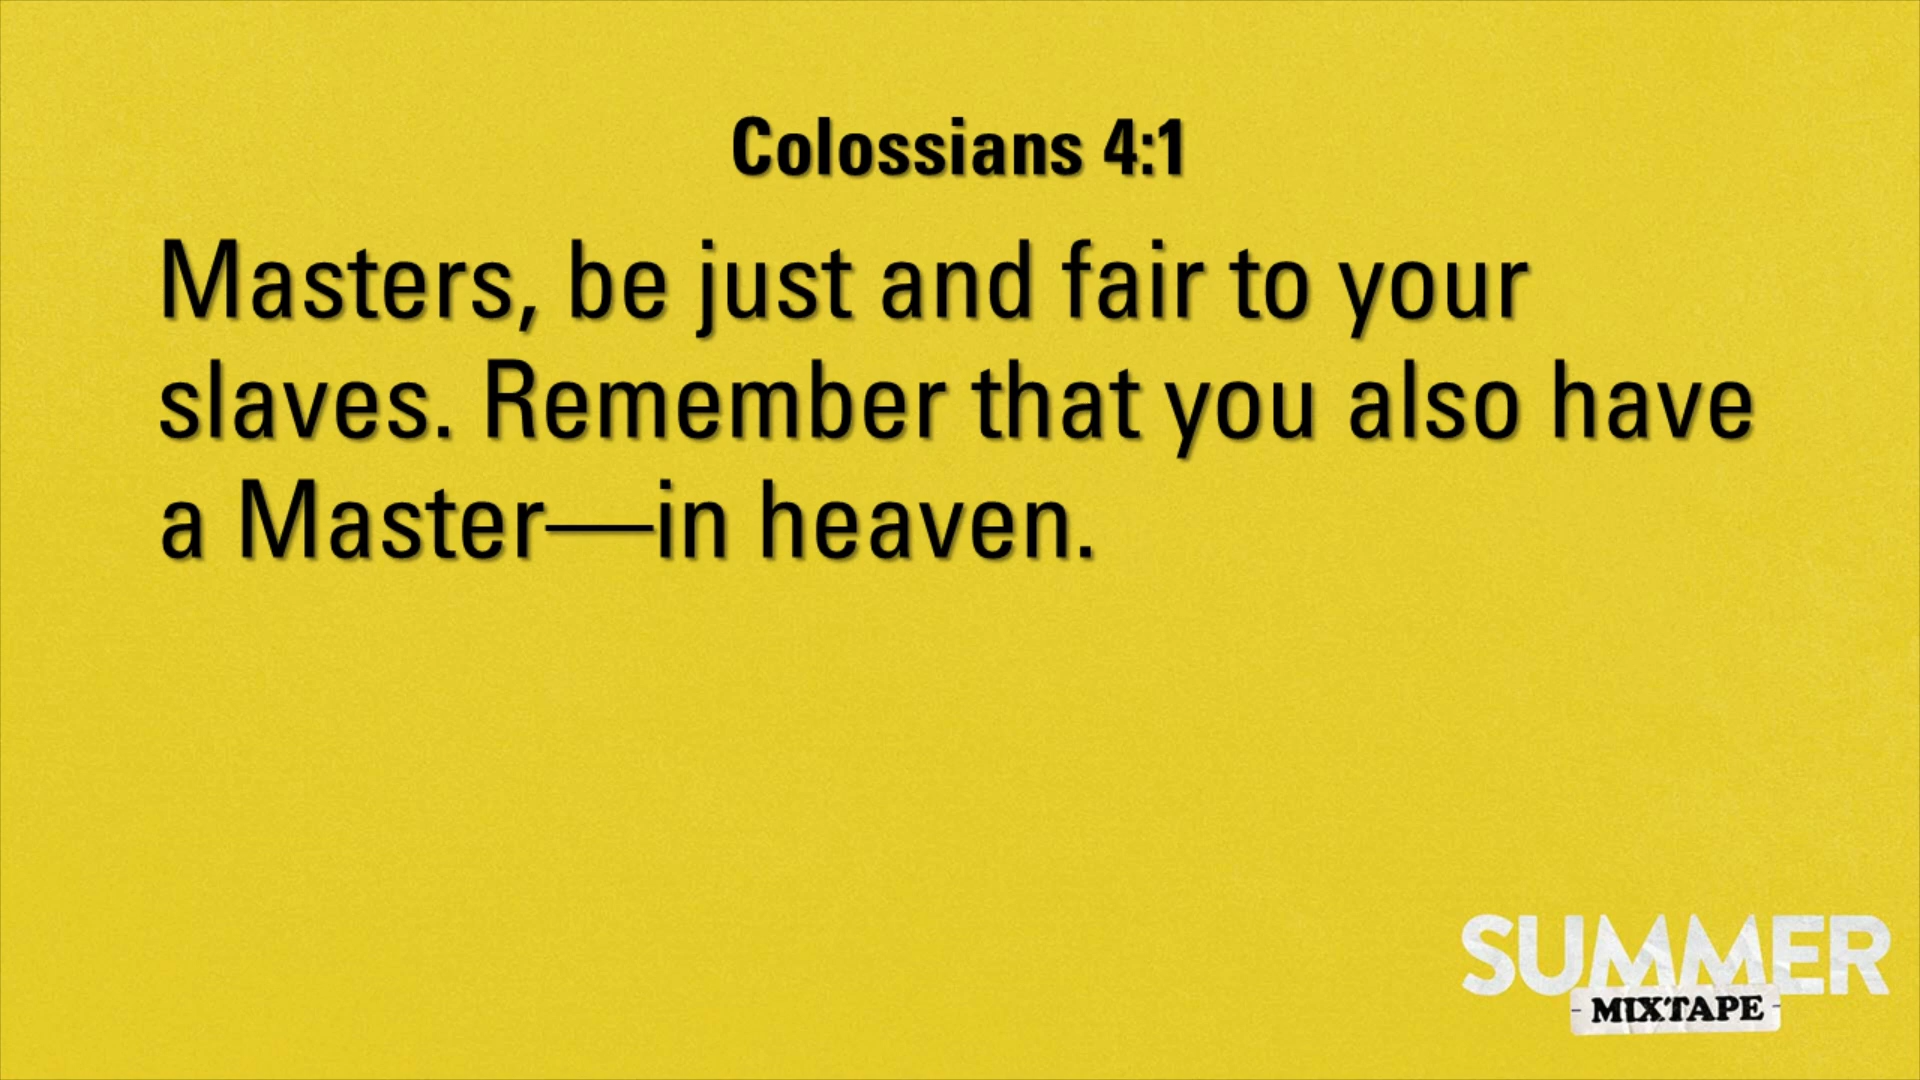 Colossians 4:1
Masters, be just and fair to your
slaves. Remember that you also have
a Master—in heaven.
SUMMER
- MIXTAPE -